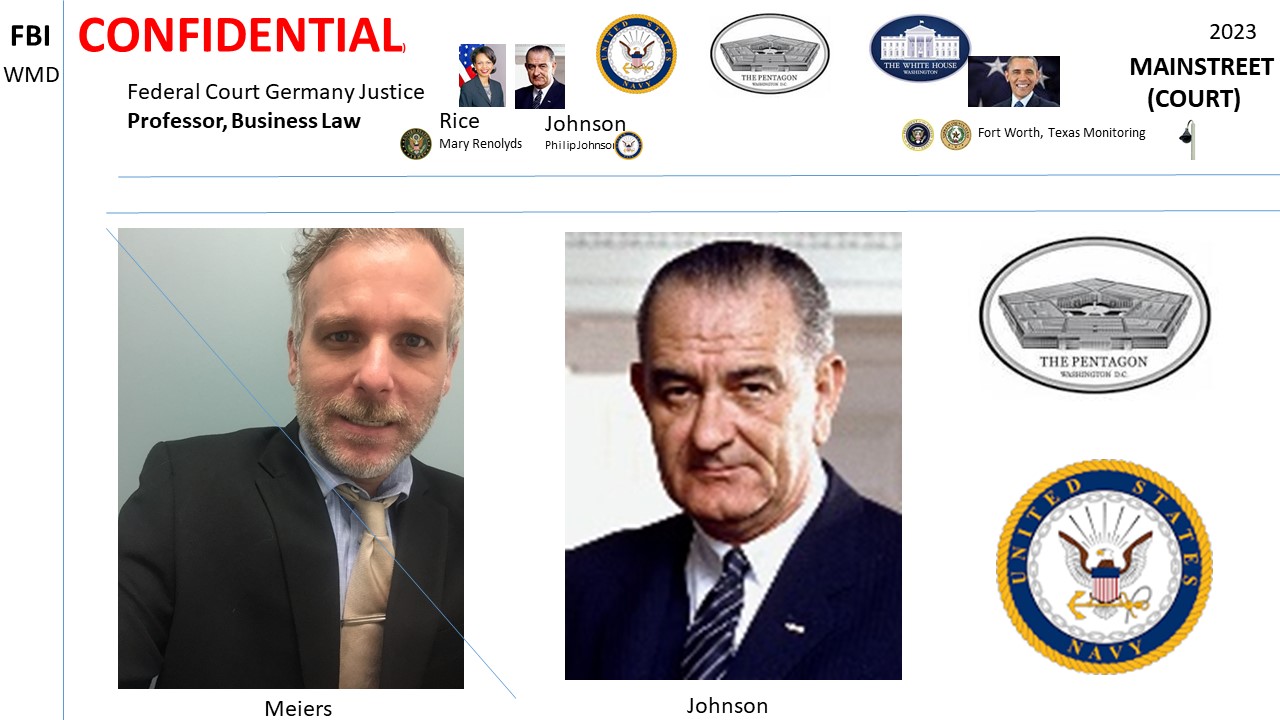 FBI
WMD
CONFIDENTIAL)
Federal Court Germany Justice
Professor, Business Law
Rice
Mary Renolyds
Johnson
PhilipJohnson
UNITED STATES
NAVY
THE PENTAGON
WASHINGTON D.C.
THE WHITE HOUSE
WASHINGTON
Fort Worth, Texas Monitoring
2023
MAINSTREET
(COURT)
THE PENTAGON
WASHINGTON D.C.
UNITED STATES
NAVY
Meiers
Johnson